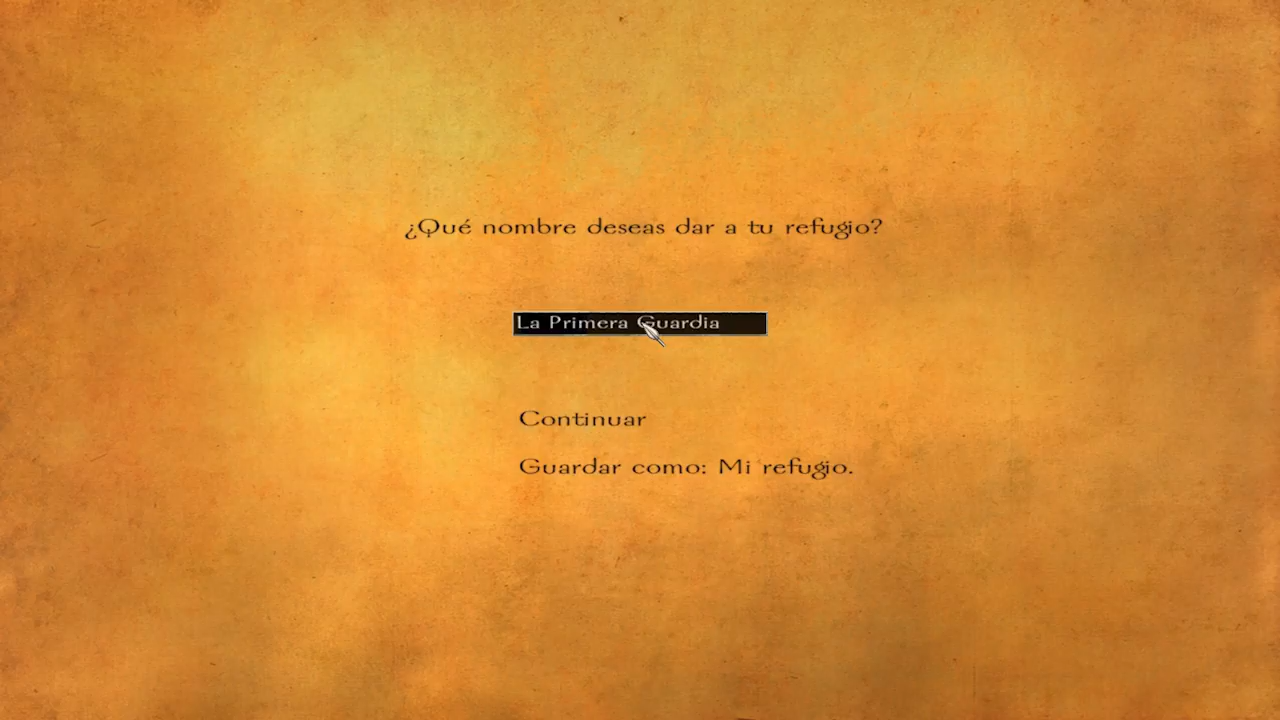 ¿Qué nombre deseas dar a tu refugio?
La Primera Guardia
Continuar
Guardar como: Mi refugio.